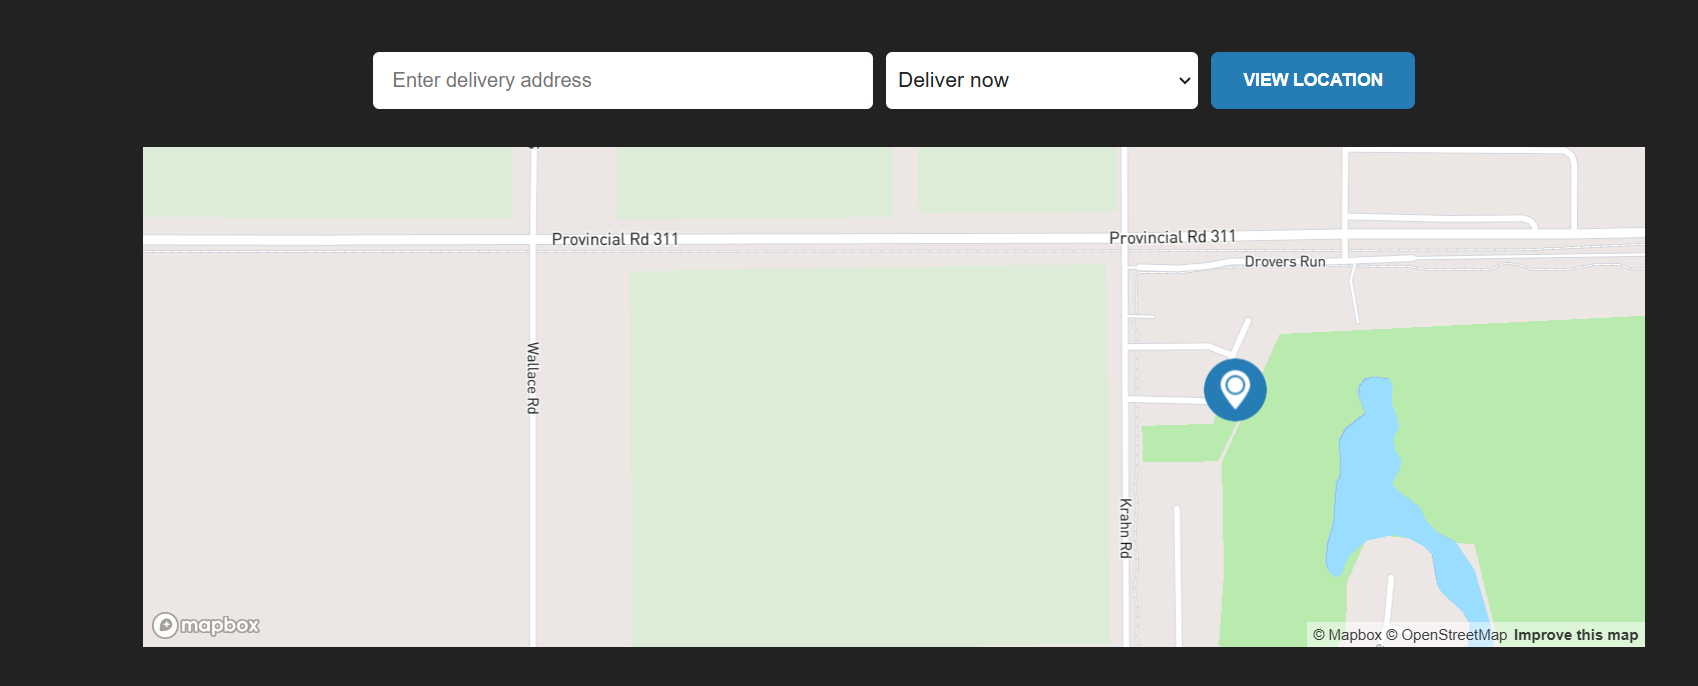 Enter delivery address
Deliver now
VIEW LOCATION
Provincial Rd 311
Provincial Rd 311
Drovers Run
Wallace Rd
Krahn Rd
mapbox
© Mapbox © OpenStreetMap Improve this map